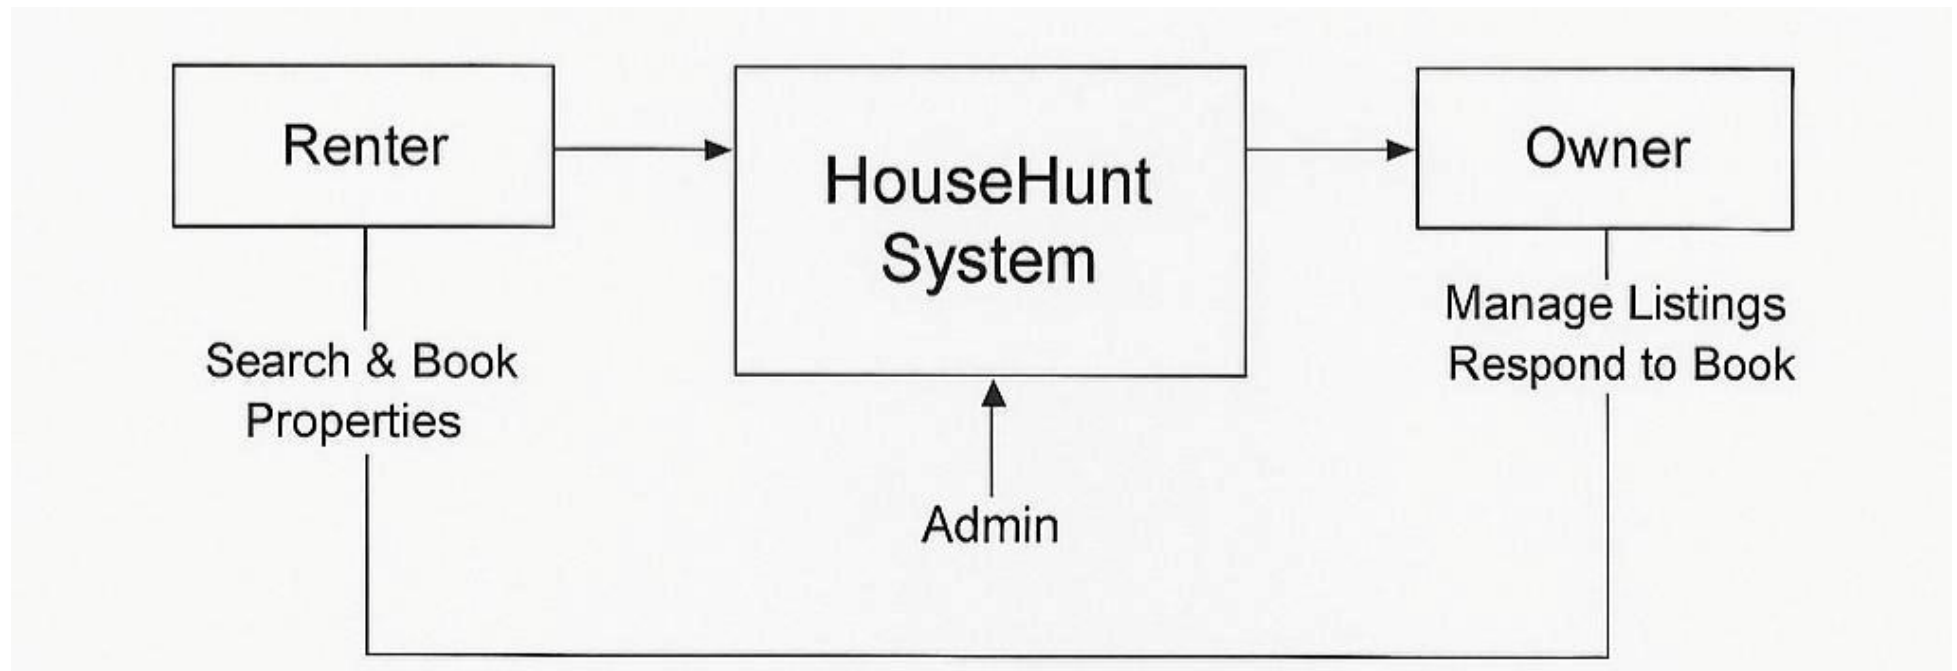 Renter
HouseHunt
System
Owner
Search & Book
Properties
Manage Listings
Respond to Book
Admin